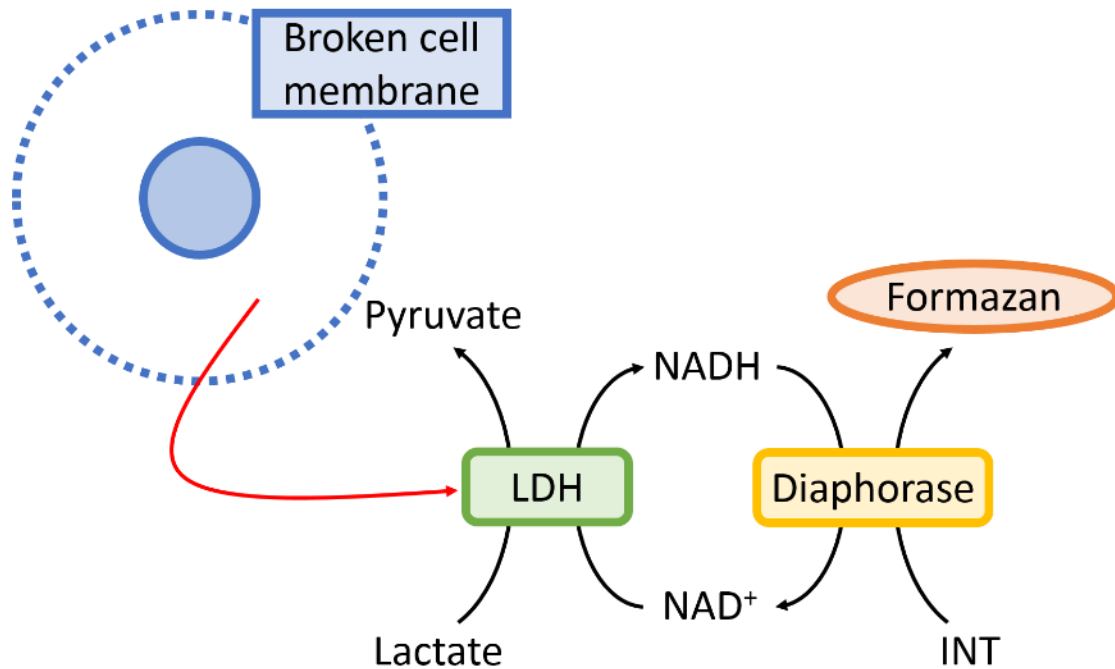 Broken cell
membrane
Formazan
Pyruvate
NADH
LDH
Diaphorase
NAD⁺
Lactate
INT